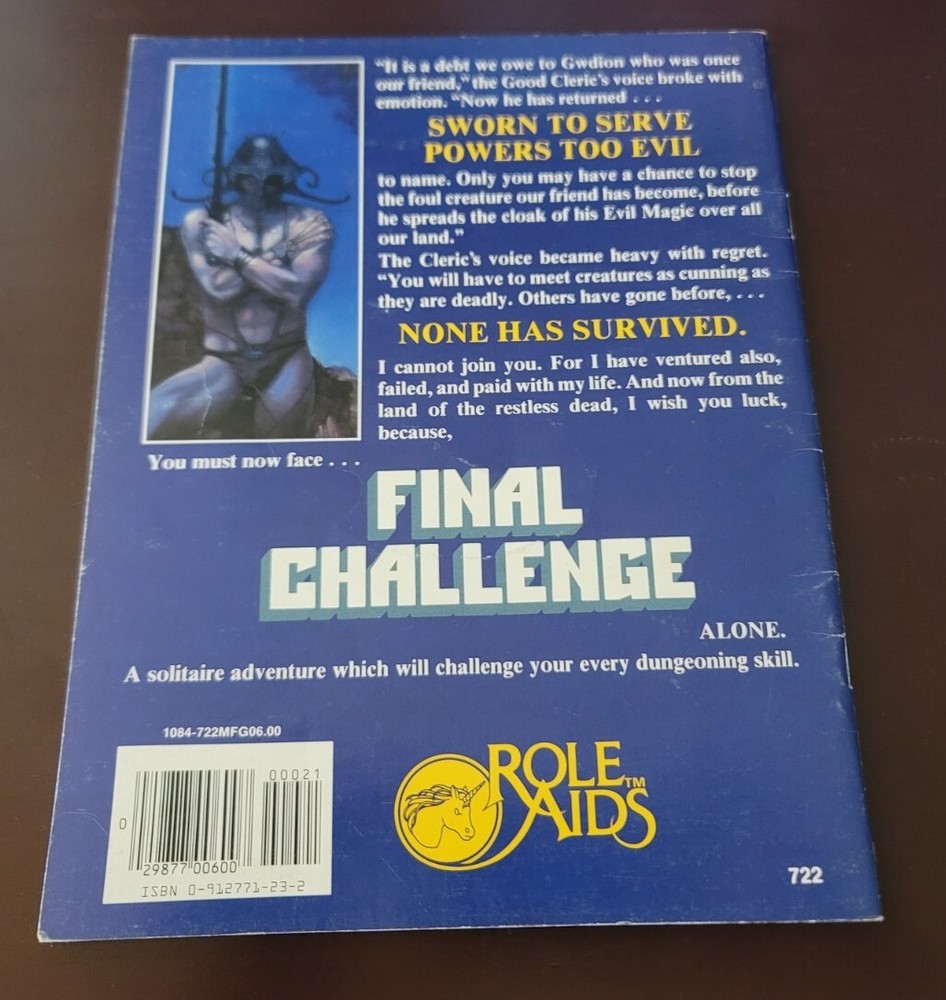 “It is a debt we owe to Gwdion who was once
our friend,” the Good Cleric’s voice broke with
emotion. “Now he has returned . . .
SWORN TO SERVE
POWERS TOO EVIL
to name. Only you may have a chance to stop
the foul creature our friend has become, before
he spreads the cloak of his Evil Magic over all
our land.”
The Cleric’s voice became heavy with regret.
“You will have to meet creatures as cunning as
they are deadly. Others have gone before, . . .
NONE HAS SURVIVED.
I cannot join you. For I have ventured also,
failed, and paid with my life. And now from the
land of the restless dead, I wish you luck,
because,
You must now face . . .
FINAL
CHALLENGE
ALONE.
A solitaire adventure which will challenge your every dungeoning skill.
1084-722MFG06.00
00021
0
29877 00600
ISBN 0-912771-23-2
ROLE
AIDS™
722